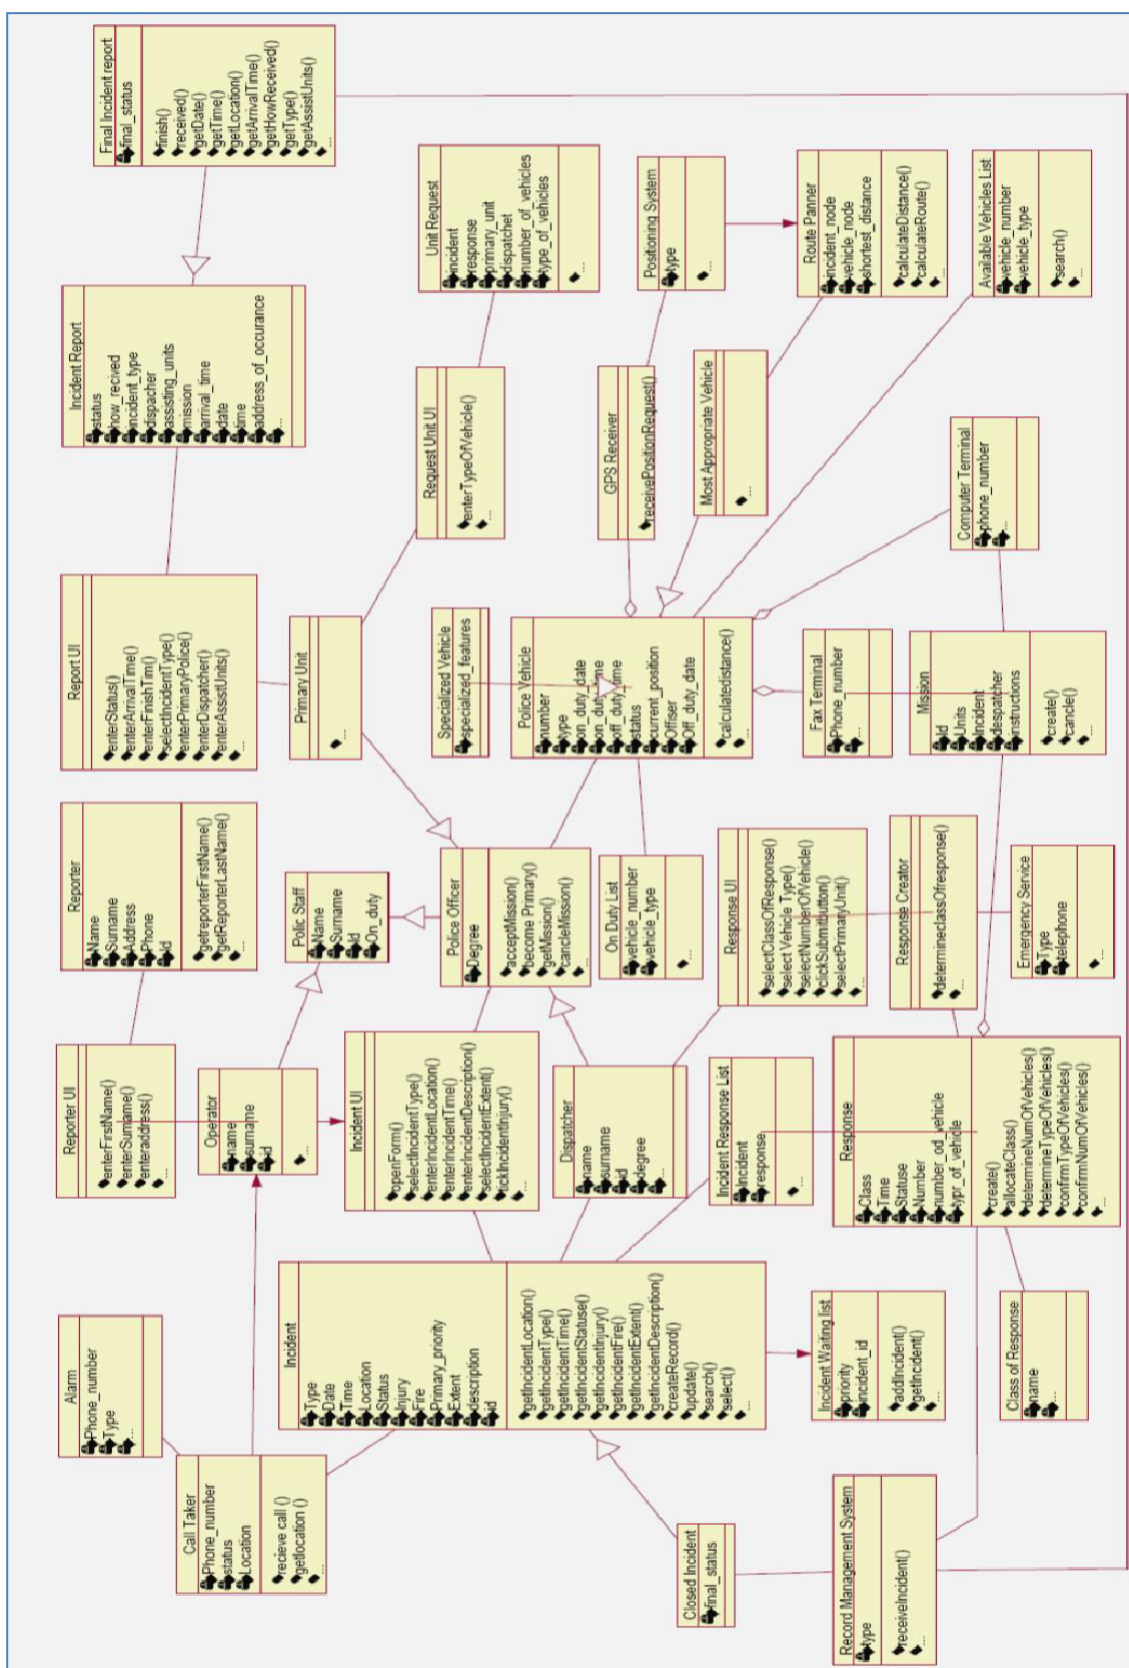 Call Taker
Phone_number
status
Location
recieve call ()
getlocation ()
...
Alarm
Phone_number
Type
...
Reporter UI
enterFirstName()
enterSurname()
enteraddress()
...
Reporter
Name
Surname
Address
Phone
id
getreporterFirstName()
getReporterLastName()
...
Report UI
enterStatus()
enterArrivalTime()
enterFinishTim()
selectIncidentType()
enterPrimaryPolice()
enterDispatcher()
enterAssistUnits()
...
Incident Report
status
how_recived
incident_type
dispacher
assisting_units
mission
arrival_time
date
time
address_of_occurance
...
Final Incident report
final_status
finish()
received()
getDate()
getTime()
getLocation()
getArrivalTime()
getHowReceived()
getType()
getAssistUnits()
...
Operator
name
surname
id
...
Polic Staff
Name
Surname
Id
On_duty
Primary Unit
...
Incident
Type
Date
Time
Location
Status
Injury
Fire
Primary_priority
Extent
description
id
getIncidentLocation()
getIncidentType()
getIncidentTime()
getIncidentStatuse()
getIncidentInjury()
getIncidentFire()
getIncidentExtent()
getIncidentDescription()
createRecord()
update()
search()
select()
...
Incident UI
openForm()
selectIncidentType()
enterIncidentLocation()
enterIncidentTime()
enterIncidentDescription()
selectIncidentExtent()
tickIncidentInjury()
...
Police Officer
Degree
acceptMission()
become Primary()
getMission()
cancleMission()
...
Request Unit UI
enterTypeOfVehicle()
...
Unit Request
incident
response
primary_unit
dispatchet
number_of_vehicles
type_of_vehicles
...
Specialized Vehicle
specialized_features
Dispatcher
name
surname
id
degree
...
Police Vehicle
number
type
on_duty_date
on_duty_time
off_duty_time
status
current_position
Offiser
Off_duty_date
calculatedistance()
...
GPS Receiver
receivePositionRequest()
...
Positioning System
type
...
On Duty List
vehicle_number
vehicle_type
...
Closed Incident
final_status
Incident Response List
Incident
response
...
Response UI
selectClassOfResponse()
select Vehicle Type()
selectNumberOfVehicle()
clickSubmitbutton()
selectPrimaryUnit()
...
Most Appropriate Vehicle
...
Route Panner
incident_node
vehicle_node
shortest_distance
calculateDistance()
calculateRoute()
...
Incident Waiting list
priority
incident_id
addIncident()
getIncident()
...
Fax Terminal
Phone_number
...
Record Management System
type
receiveIncident()
...
Response
Class
Time
Statuse
Number
number_od_vehicle
typr_of_vehidle
create()
allocateClass()
determineNumOfVehicles()
determineTypeOfVehicles()
confirmTypeOfVehicles()
confirmNumOfVehicles()
...
Response Creator
determineclassOfresponse()
...
Mission
Id
Units
Incident
despatcher
instructions
create()
cancle()
...
Computer Terminal
phone_number
...
Available Vehicles List
vehicle_number
vehicle_type
search()
...
Class of Response
name
...
Emergency Service
Type
telephone
...